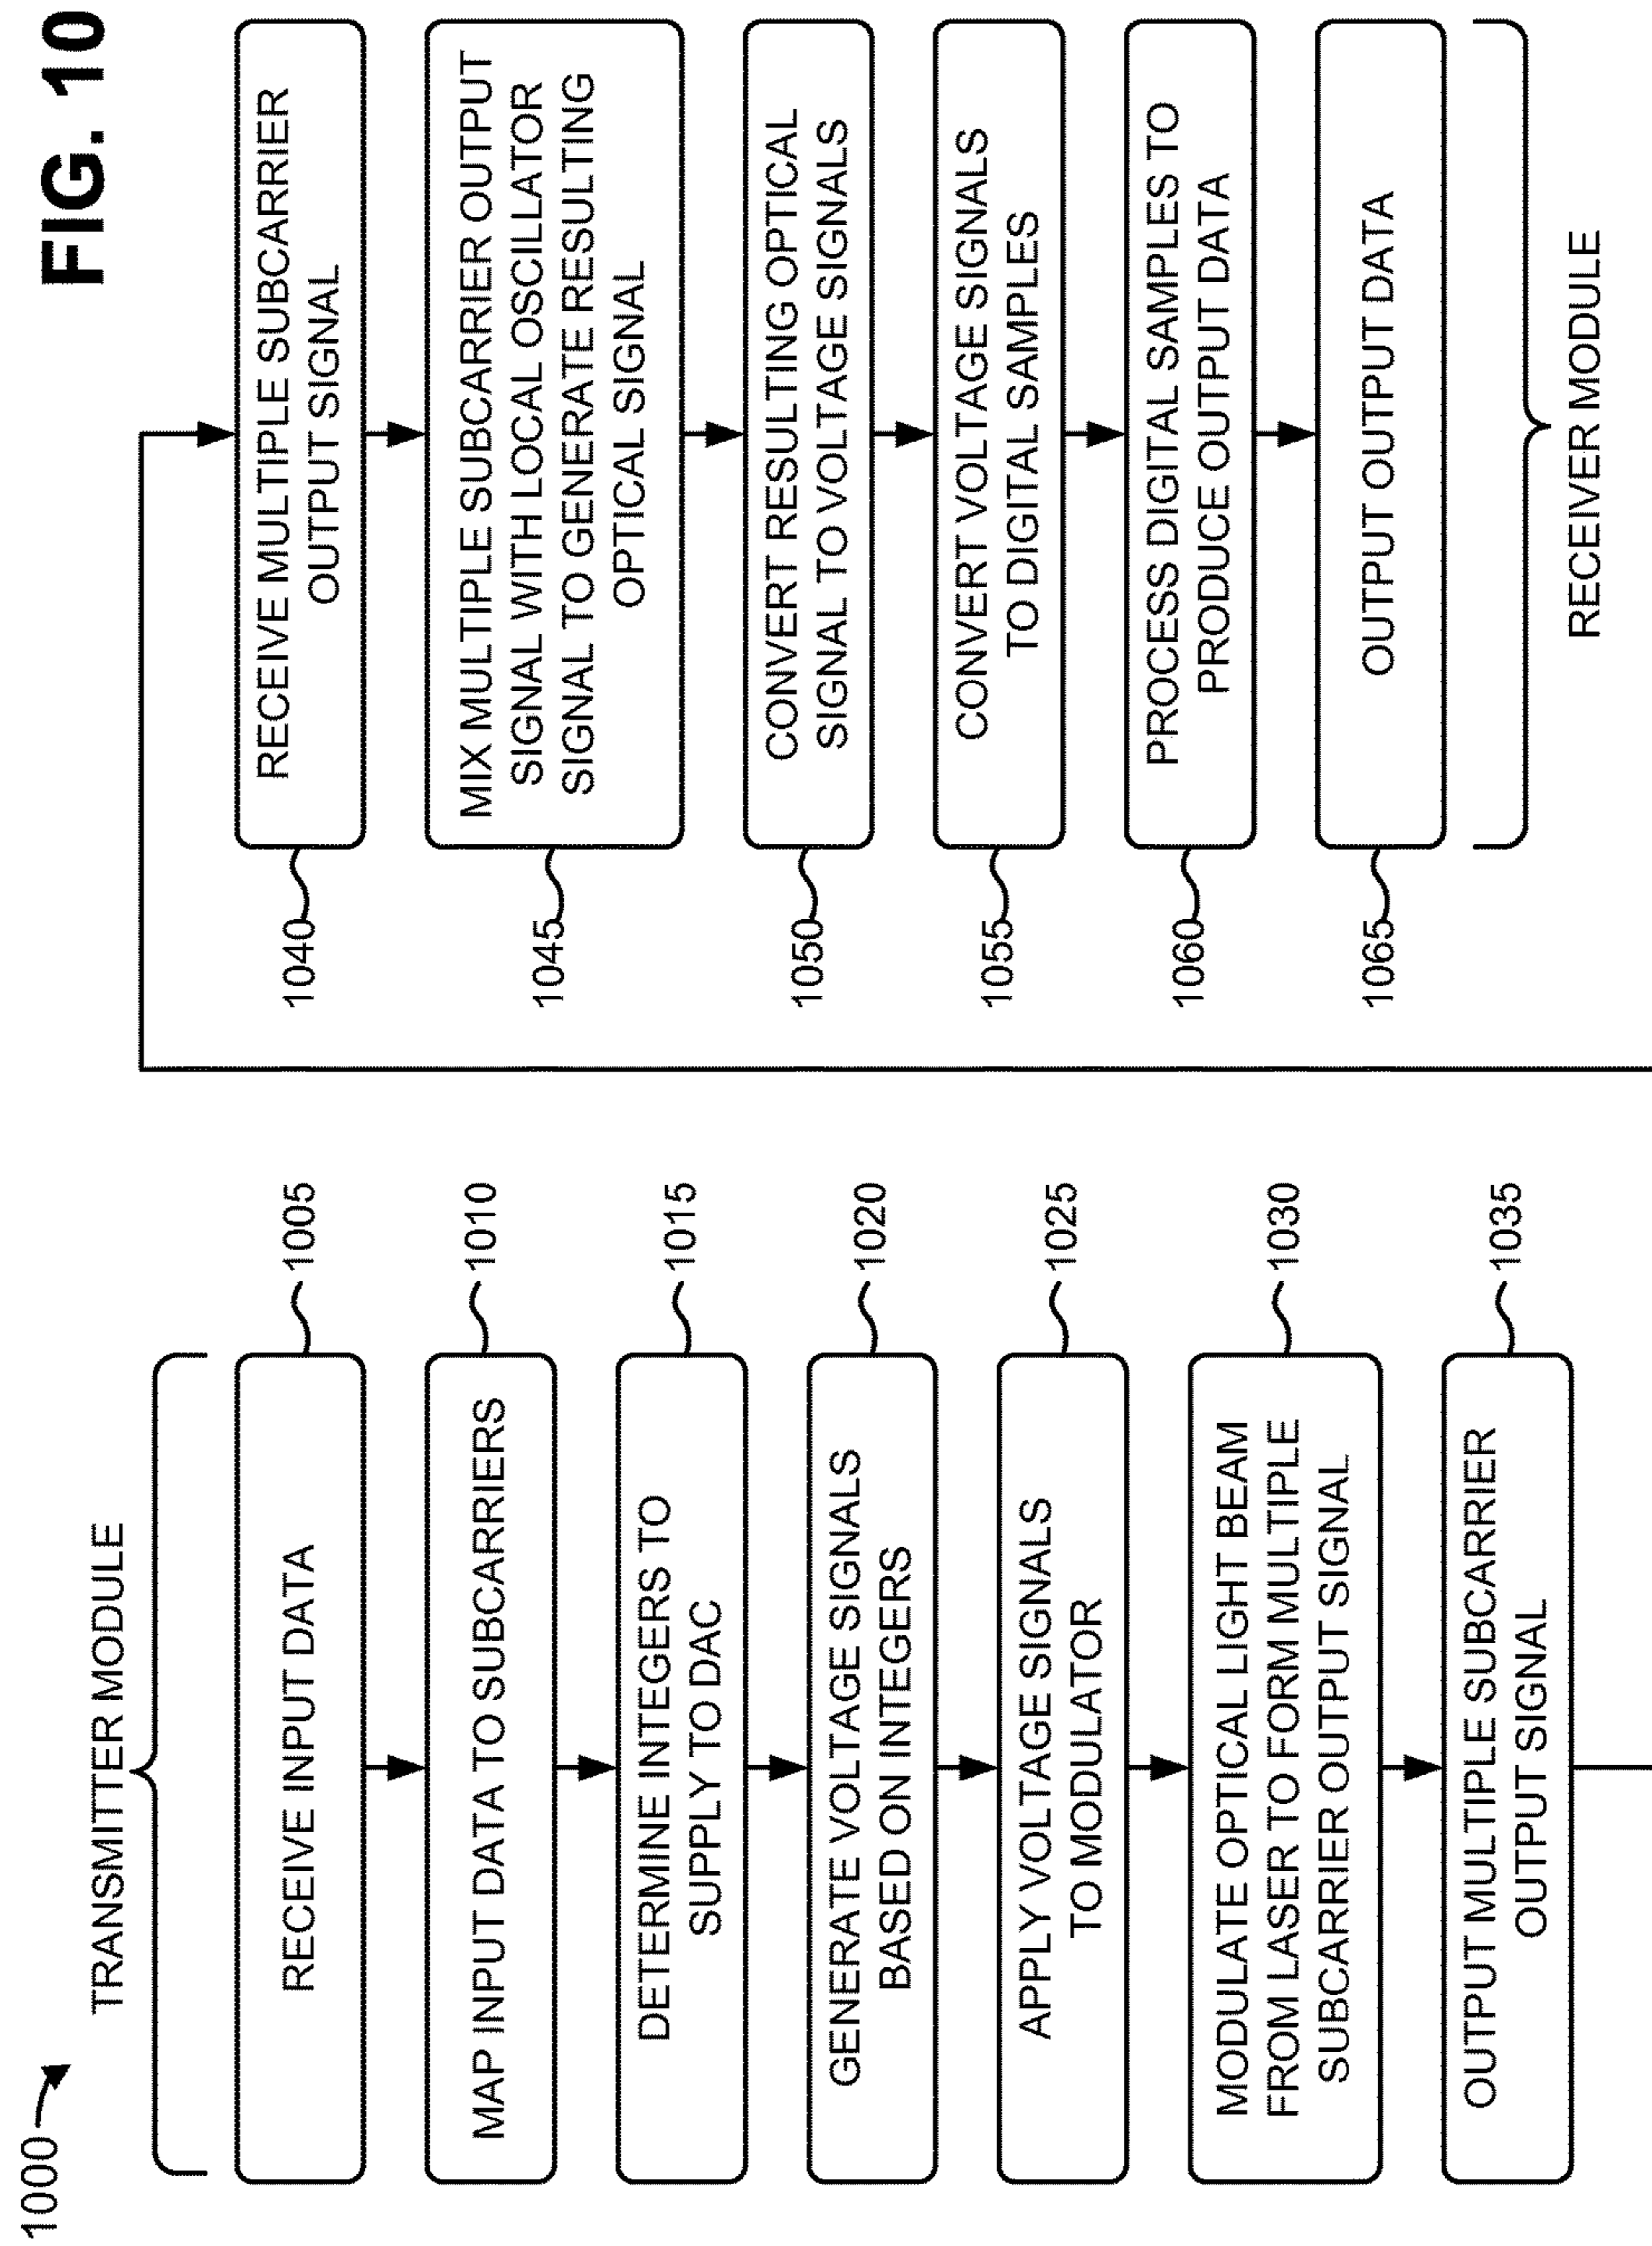 FIG. 10
1000
TRANSMITTER MODULE
RECEIVE INPUT DATA
1005
MAP INPUT DATA TO SUBCARRIERS
1010
DETERMINE INTEGERS TO
SUPPLY TO DAC
1015
GENERATE VOLTAGE SIGNALS
BASED ON INTEGERS
1020
APPLY VOLTAGE SIGNALS
TO MODULATOR
1025
MODULATE OPTICAL LIGHT BEAM
FROM LASER TO FORM MULTIPLE
SUBCARRIER OUTPUT SIGNAL
1030
OUTPUT MULTIPLE SUBCARRIER
OUTPUT SIGNAL
1035
1040
RECEIVE MULTIPLE SUBCARRIER
OUTPUT SIGNAL
1045
MIX MULTIPLE SUBCARRIER OUTPUT
SIGNAL WITH LOCAL OSCILLATOR
SIGNAL TO GENERATE RESULTING
OPTICAL SIGNAL
1050
CONVERT RESULTING OPTICAL
SIGNAL TO VOLTAGE SIGNALS
1055
CONVERT VOLTAGE SIGNALS
TO DIGITAL SAMPLES
1060
PROCESS DIGITAL SAMPLES TO
PRODUCE OUTPUT DATA
1065
OUTPUT OUTPUT DATA
RECEIVER MODULE